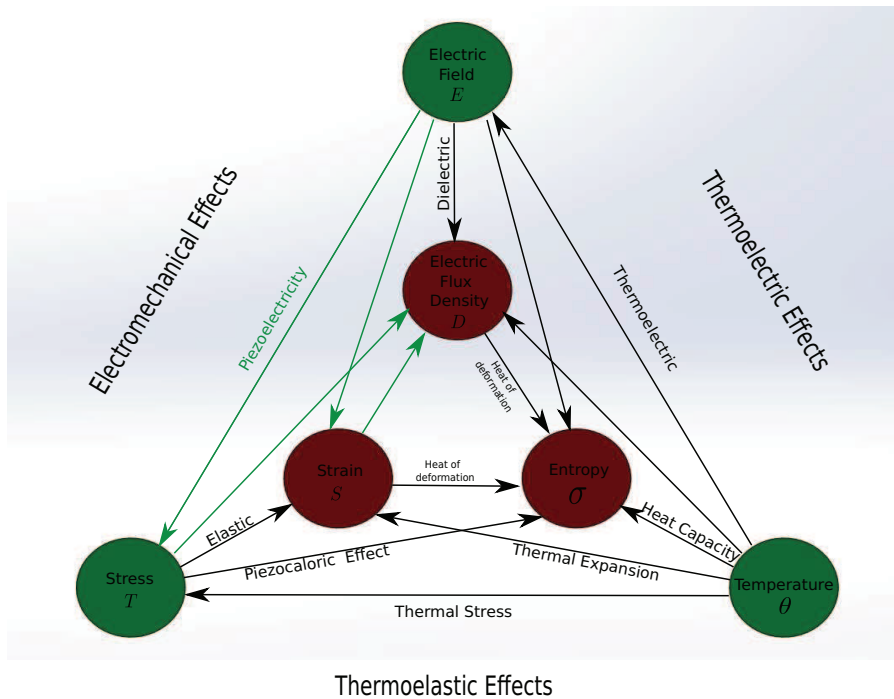 Electric
Field
E
Dielectric
Electromechanical Effects
Thermoelectric Effects
Piezoelectricity
Thermoelectric
Electric
Flux
Density
D
Heat of
deformation
Strain
S
Heat of
deformation
Entropy
σ
Elastic
Piezocaloric Effect
Thermal Expansion
Heat Capacity
Stress
T
Temperature
θ
Thermal Stress
Thermoelastic Effects